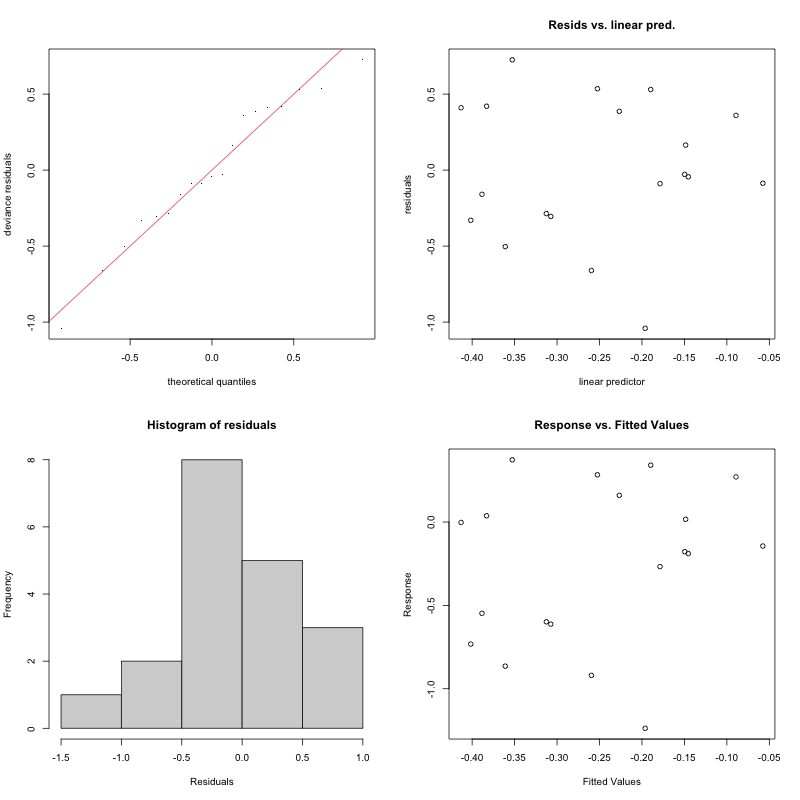 deviance residuals
0.5
0.0
-0.5
-1.0
-0.5 0.0 0.5
theoretical quantiles
Resids vs. linear pred.
residuals
0.5
0.0
-0.5
-1.0
-0.40 -0.35 -0.30 -0.25 -0.20 -0.15 -0.10 -0.05
linear predictor
Histogram of residuals
Frequency
8
6
4
2
0
-1.5 -1.0 -0.5 0.0 0.5 1.0
Residuals
Response vs. Fitted Values
Response
0.0
-0.5
-1.0
-0.40 -0.35 -0.30 -0.25 -0.20 -0.15 -0.10 -0.05
Fitted Values